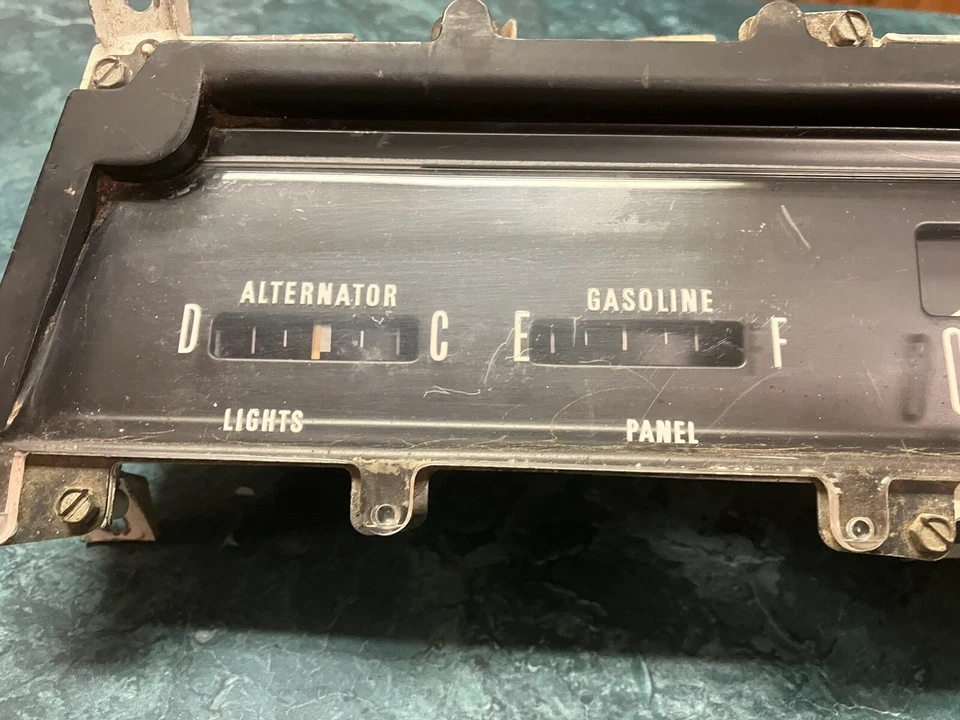 ALTERNATOR
D C
GASOLINE
E F
LIGHTS
PANEL